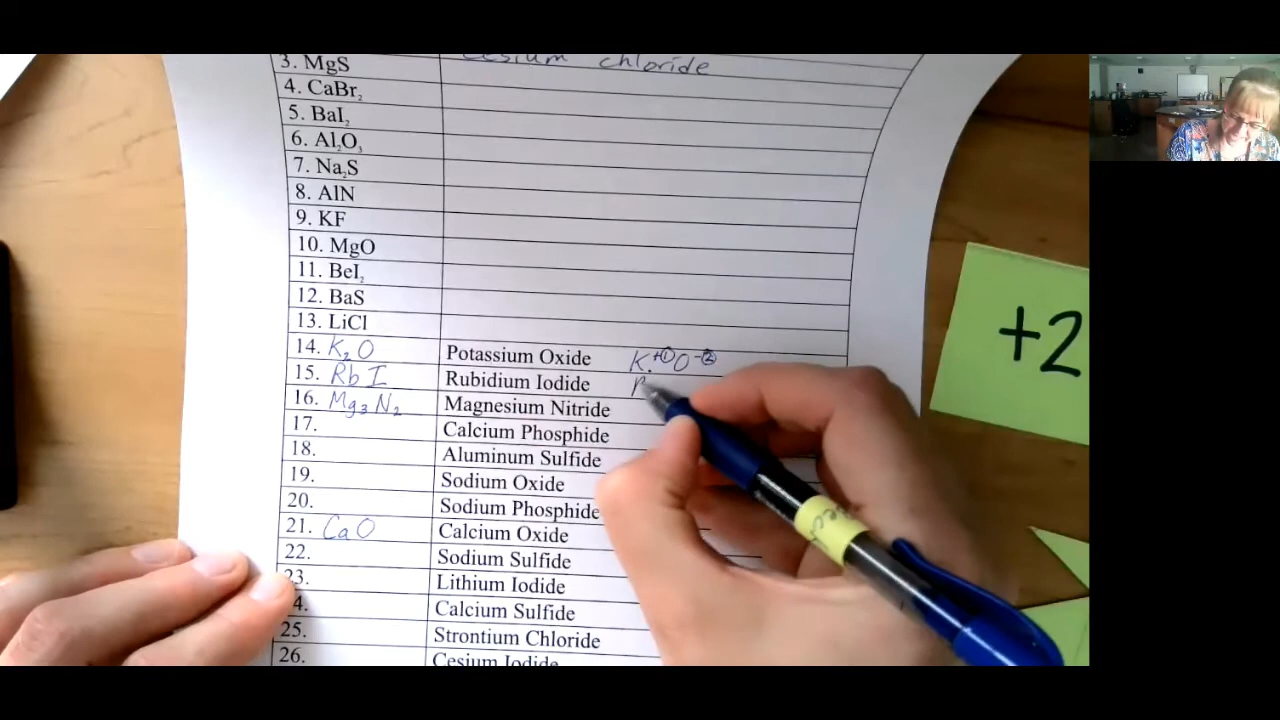 Cesium chloride
3. MgS
4. CaBr₂
5. BaI₂
6. Al₂O₃
7. Na₂S
8. AlN
9. KF
10. MgO
11. BeI₂
12. BaS
13. LiCl
14. K₂O Potassium Oxide K⁺¹O⁻²
15. RbI Rubidium Iodide
16. Mg₃N₂ Magnesium Nitride
17. Calcium Phosphide
18. Aluminum Sulfide
19. Sodium Oxide
20. Sodium Phosphide
21. CaO Calcium Oxide
22. Sodium Sulfide
23. Lithium Iodide
4. Calcium Sulfide
25. Strontium Chloride
26. Cesium Iodide
+2